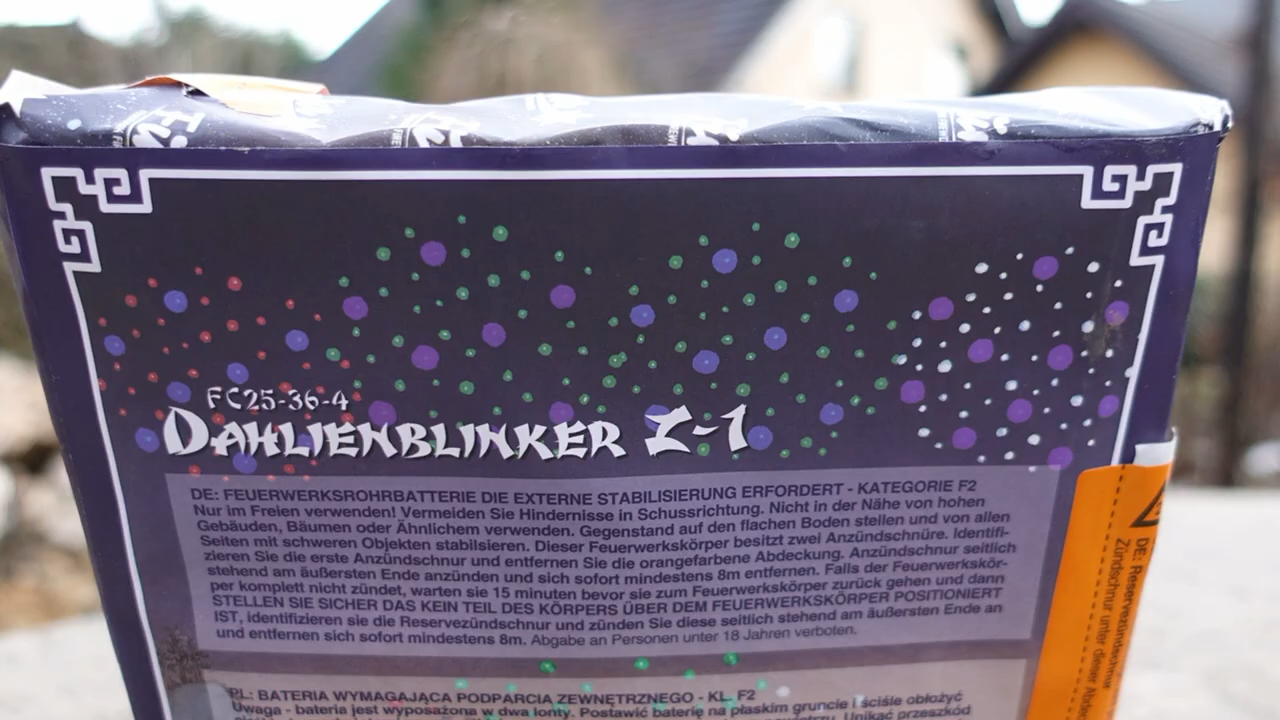 FC25-36-4
DAHLIENBLINKER Z-1
DE: FEUERWERKSROHRBATTERIE DIE EXTERNE STABILISIERUNG ERFORDERT - KATEGORIE F2
Nur im Freien verwenden! Vermeiden Sie Hindernisse in Schussrichtung. Nicht in der Nähe von hohen
Gebäuden, Bäumen oder Ähnlichem verwenden. Gegenstand auf den flachen Boden stellen und von allen
Seiten mit schweren Objekten stabilsieren. Dieser Feuerwerkskörper besitzt zwei Anzündschnüre. Identifi-
zieren Sie die erste Anzündschnur und entfernen Sie die orangefarbene Abdeckung. Anzündschnur seitlich
stehend am äußersten Ende anzünden und sich sofort mindestens 8m entfernen. Falls der Feuerwerkskör-
per komplett nicht zündet, warten sie 15 minuten bevor sie zum Feuerwerkskörper zurück gehen und dann
STELLEN SIE SICHER DAS KEIN TEIL DES KÖRPERS ÜBER DEM FEUERWERKSKÖRPER POSITIONIERT
IST, identifizieren sie die Reservezündschnur und zünden Sie diese seitlich stehend am äußersten Ende an
und entfernen sich sofort mindestens 8m. Abgabe an Personen unter 18 Jahren verboten.
PL: BATERIA WYMAGAJĄCA PODPARCIA ZEWNĘTRZNEGO - KL. F2
Uwaga - bateria jest wyposażona w dwa lonty. Postawić baterię na płaskim gruncie i ściśle obłożyć
Unikać przeszkód
DE: Reservezündschnur
Zündschnur unter dieser